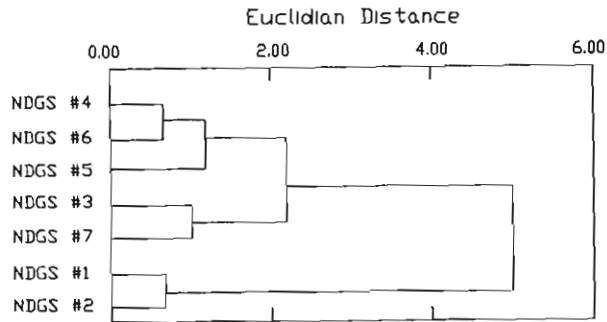 Euclidian Distance
0.00 2.00 4.00 6.00
NDGS #4
NDGS #6
NDGS #5
NDGS #3
NDGS #7
NDGS #1
NDGS #2